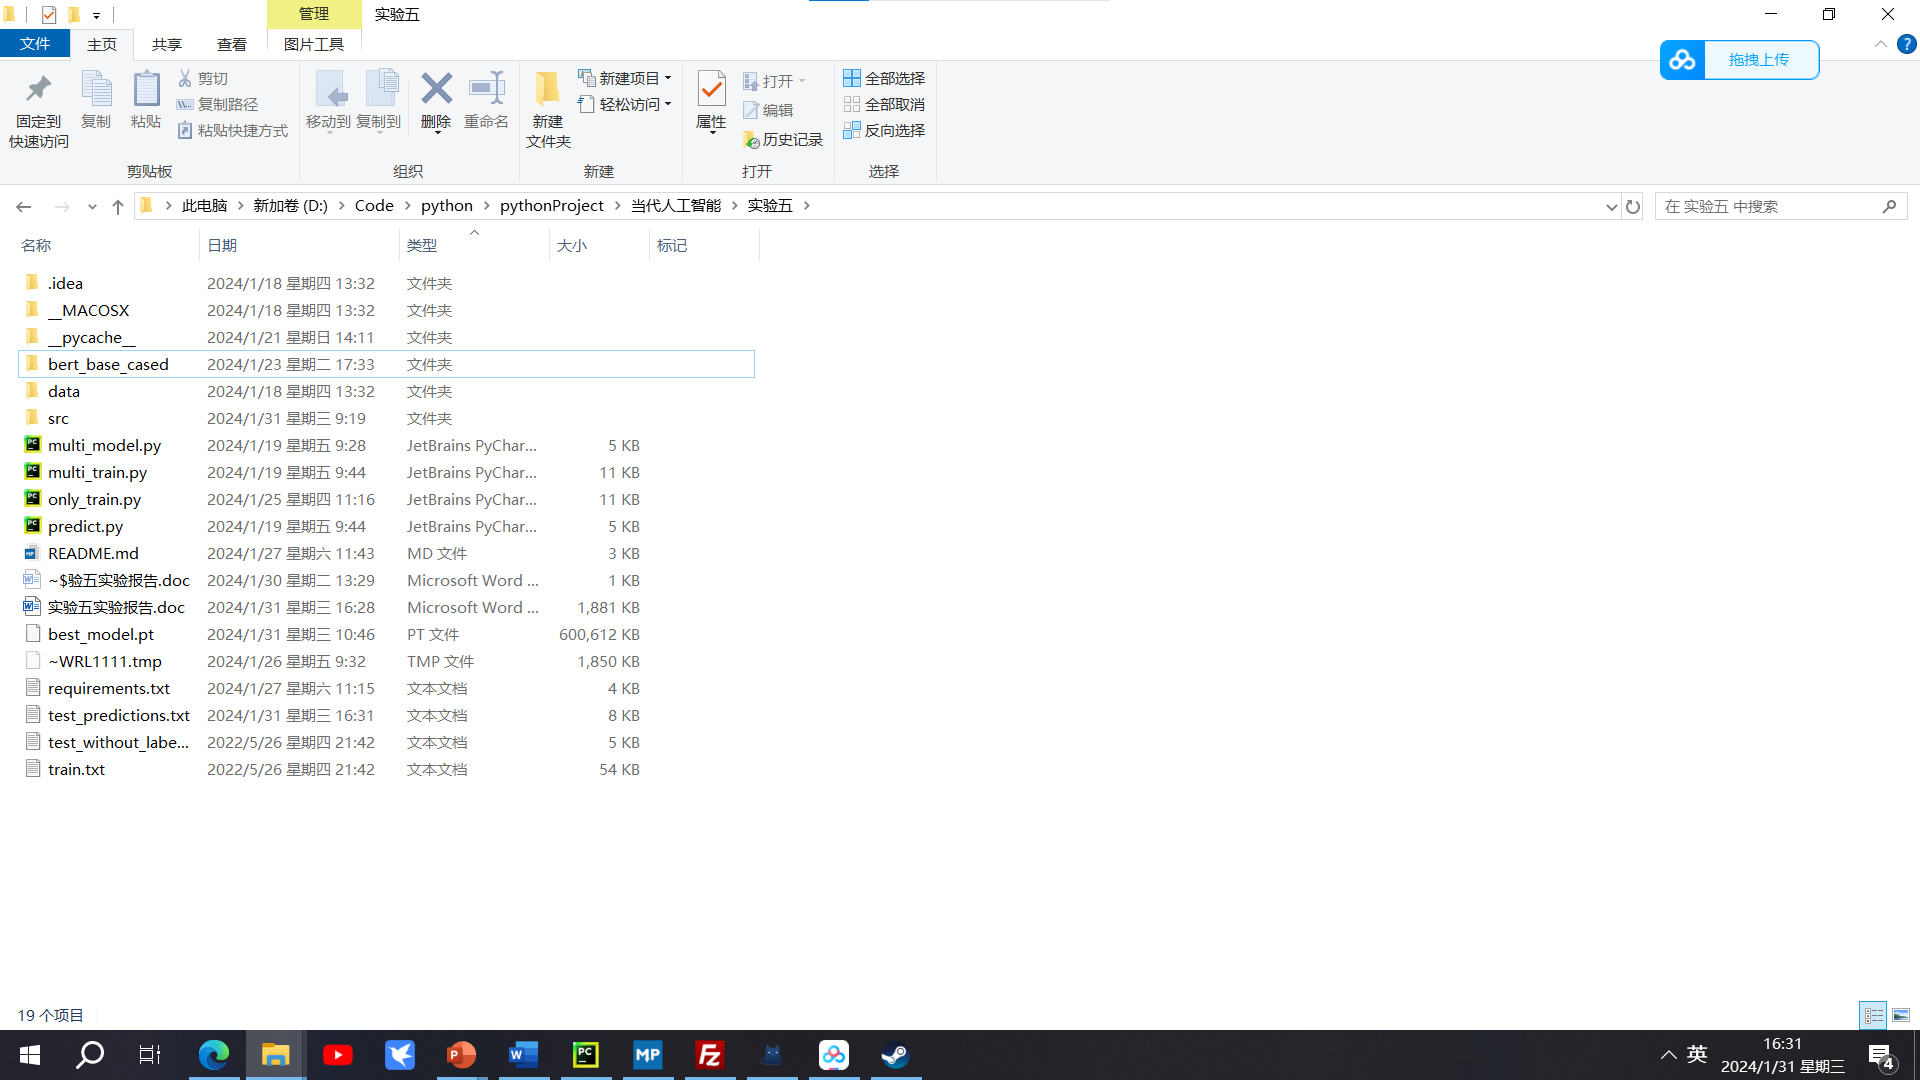 管理
实验五
文件
主页
共享
查看
图片工具
拖拽上传
固定到
快速访问
复制
粘贴
剪切
复制路径
粘贴快捷方式
剪贴板
移动到
复制到
删除
重命名
组织
新建
文件夹
新建项目
轻松访问
新建
属性
打开
编辑
历史记录
打开
全部选择
全部取消
反向选择
选择
此电脑 新加卷 (D:) Code python pythonProject 当代人工智能 实验五
在 实验五 中搜索
名称 日期 类型 大小 标记
.idea 2024/1/18 星期四 13:32 文件夹
__MACOSX 2024/1/18 星期四 13:32 文件夹
__pycache__ 2024/1/21 星期日 14:11 文件夹
bert_base_cased 2024/1/23 星期二 17:33 文件夹
data 2024/1/18 星期四 13:32 文件夹
src 2024/1/31 星期三 9:19 文件夹
multi_model.py 2024/1/19 星期五 9:28 JetBrains PyChar... 5 KB
multi_train.py 2024/1/19 星期五 9:44 JetBrains PyChar... 11 KB
only_train.py 2024/1/25 星期四 11:16 JetBrains PyChar... 11 KB
predict.py 2024/1/19 星期五 9:44 JetBrains PyChar... 5 KB
README.md 2024/1/27 星期六 11:43 MD 文件 3 KB
~$验五实验报告.doc 2024/1/30 星期二 13:29 Microsoft Word ... 1 KB
实验五实验报告.doc 2024/1/31 星期三 16:28 Microsoft Word ... 1,881 KB
best_model.pt 2024/1/31 星期三 10:46 PT 文件 600,612 KB
~WRL1111.tmp 2024/1/26 星期五 9:32 TMP 文件 1,850 KB
requirements.txt 2024/1/27 星期六 11:15 文本文档 4 KB
test_predictions.txt 2024/1/31 星期三 16:31 文本文档 8 KB
test_without_labe... 2022/5/26 星期四 21:42 文本文档 5 KB
train.txt 2022/5/26 星期四 21:42 文本文档 54 KB
19 个项目
英
16:31
2024/1/31 星期三
4